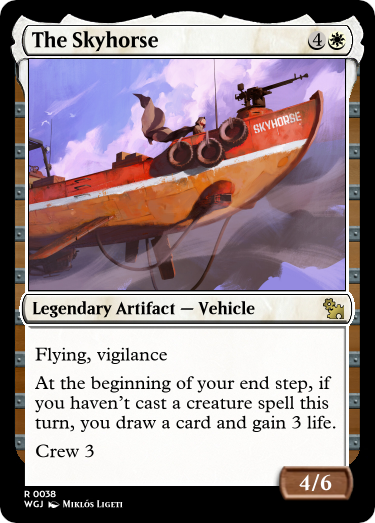 The Skyhorse 4
SKYHORSE
Legendary Artifact — Vehicle
Flying, vigilance
At the beginning of your end step, if
you haven't cast a creature spell this
turn, you draw a card and gain 3 life.
Crew 3
4/6
R 0038
WGJ Miklós Ligeti